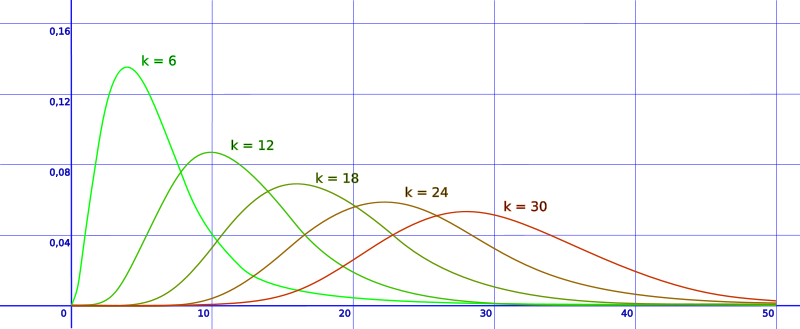 0,16
k = 6
0,12
k = 12
0,08
k = 18
k = 24
k = 30
0,04
0
10
20
30
40
50